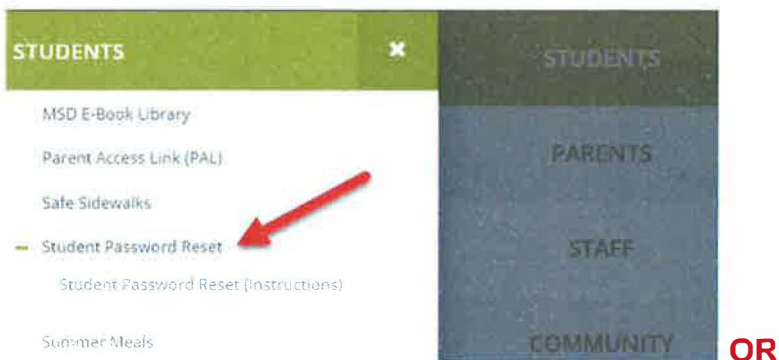 STUDENTS
MSD E-Book Library
Parent Access Link (PAL)
Safe Sidewalks
Student Password Reset
Student Password Reset (Instructions)
Summer Meals
STUDENTS
PARENTS
STAFF
COMMUNITY
OR